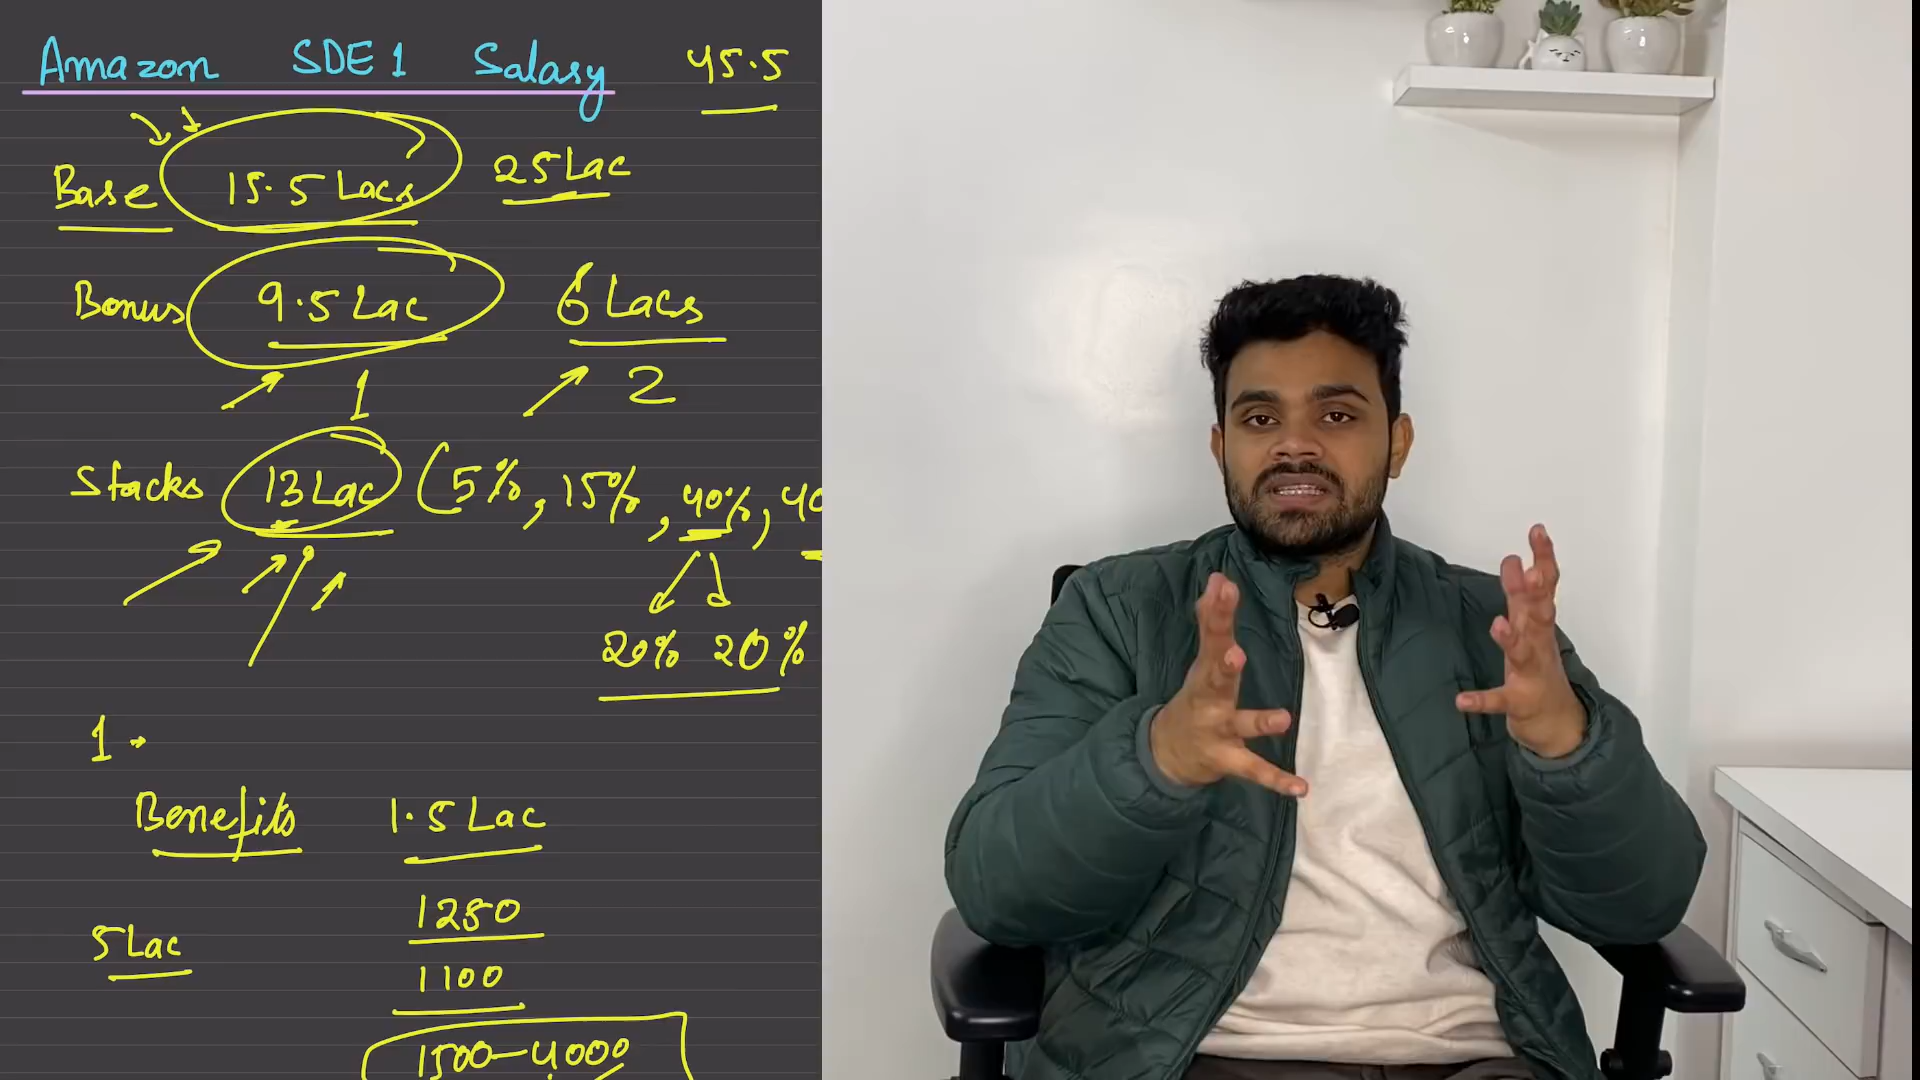 Amazon SDE1 Salary 45.5
Base 15.5 Lacs 25 Lac
Bonus 9.5 Lac 6 Lacs
1 2
Stocks 13 Lac (5%, 15%, 40%, 40
20% 20%
1
Benefits 1.5 Lac
1250
5 Lac
1100
1500-4000